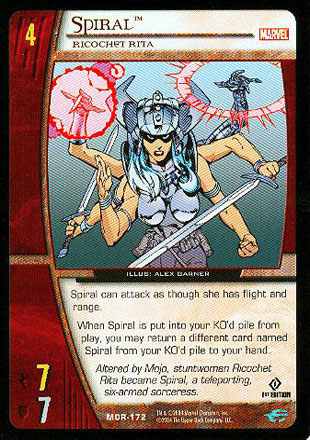 4
SPIRAL™
RICOCHET RITA
MARVEL
ILLUS: ALEX GARNER
Spiral can attack as though she has flight and
range.
When Spiral is put into your KO'd pile from
play, you may return a different card named
Spiral from your KO'd pile to your hand.
Altered by Mojo, stuntwoman Ricochet
Rita became Spiral, a teleporting,
six-armed sorceress.
7
7
MOR-172
1ST EDITION